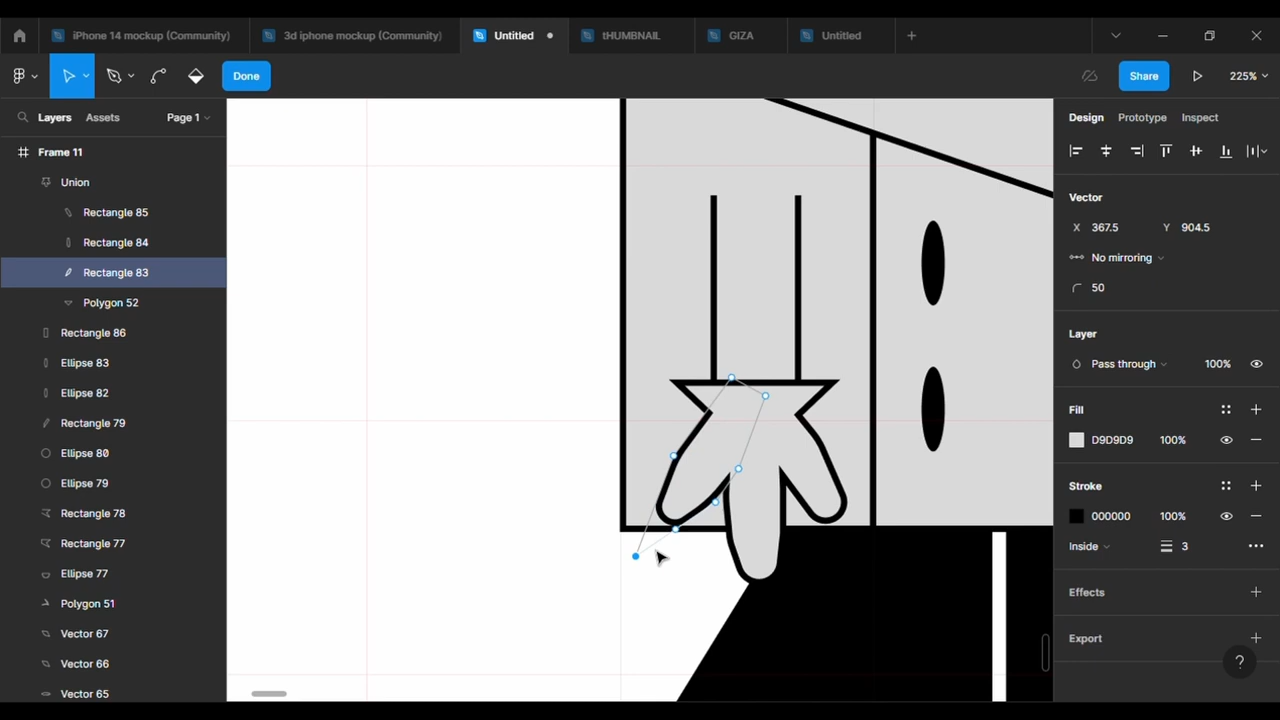 iPhone 14 mockup (Community)
3d iphone mockup (Community)
Untitled
tHUMBNAIL
GIZA
Untitled
Done
Share
225%
Layers
Assets
Page 1
Frame 11
Union
Rectangle 85
Rectangle 84
Rectangle 83
Polygon 52
Rectangle 86
Ellipse 83
Ellipse 82
Rectangle 79
Ellipse 80
Ellipse 79
Rectangle 78
Rectangle 77
Ellipse 77
Polygon 51
Vector 67
Vector 66
Vector 65
Design
Prototype
Inspect
Vector
X 367.5 Y 904.5
No mirroring
50
Layer
Pass through 100%
Fill
D9D9D9 100%
Stroke
000000 100%
Inside 3
Effects
Export
?